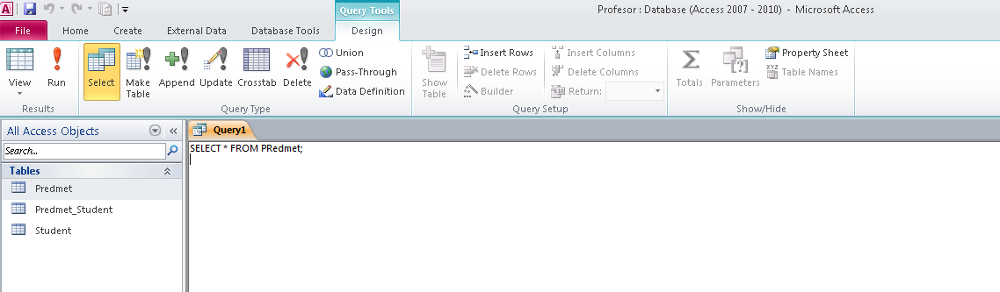 Query Tools
Profesor : Database (Access 2007 - 2010) - Microsoft Access
File Home Create External Data Database Tools Design
View Run Select Make Table Append Update Crosstab Delete
Union
Pass-Through
Data Definition
Show Table
Insert Rows
Delete Rows
Builder
Insert Columns
Delete Columns
Return:
Totals Parameters
Property Sheet
Table Names
Results Query Type Query Setup Show/Hide
All Access Objects
Search...
Tables
Predmet
Predmet_Student
Student
Query1
SELECT * FROM PRedmet;